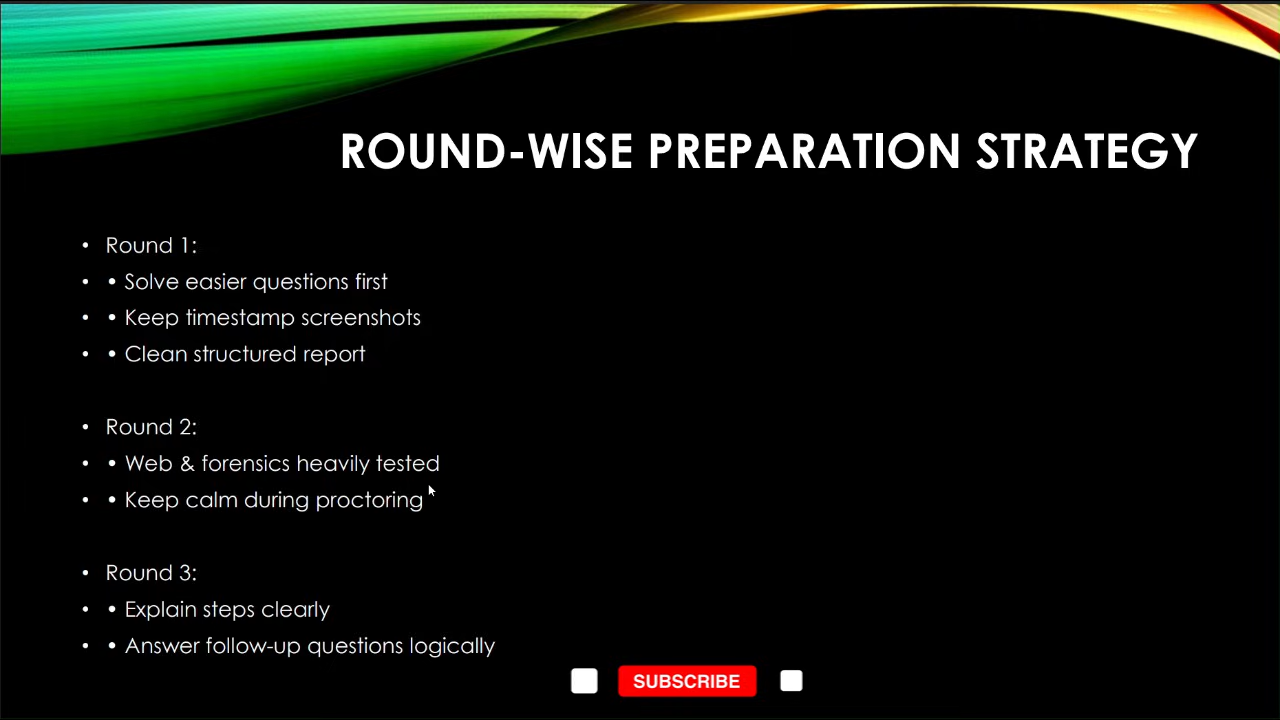 ROUND-WISE PREPARATION STRATEGY
• Round 1:
• • Solve easier questions first
• • Keep timestamp screenshots
• • Clean structured report
• Round 2:
• • Web & forensics heavily tested
• • Keep calm during proctoring
• Round 3:
• • Explain steps clearly
• • Answer follow-up questions logically
SUBSCRIBE